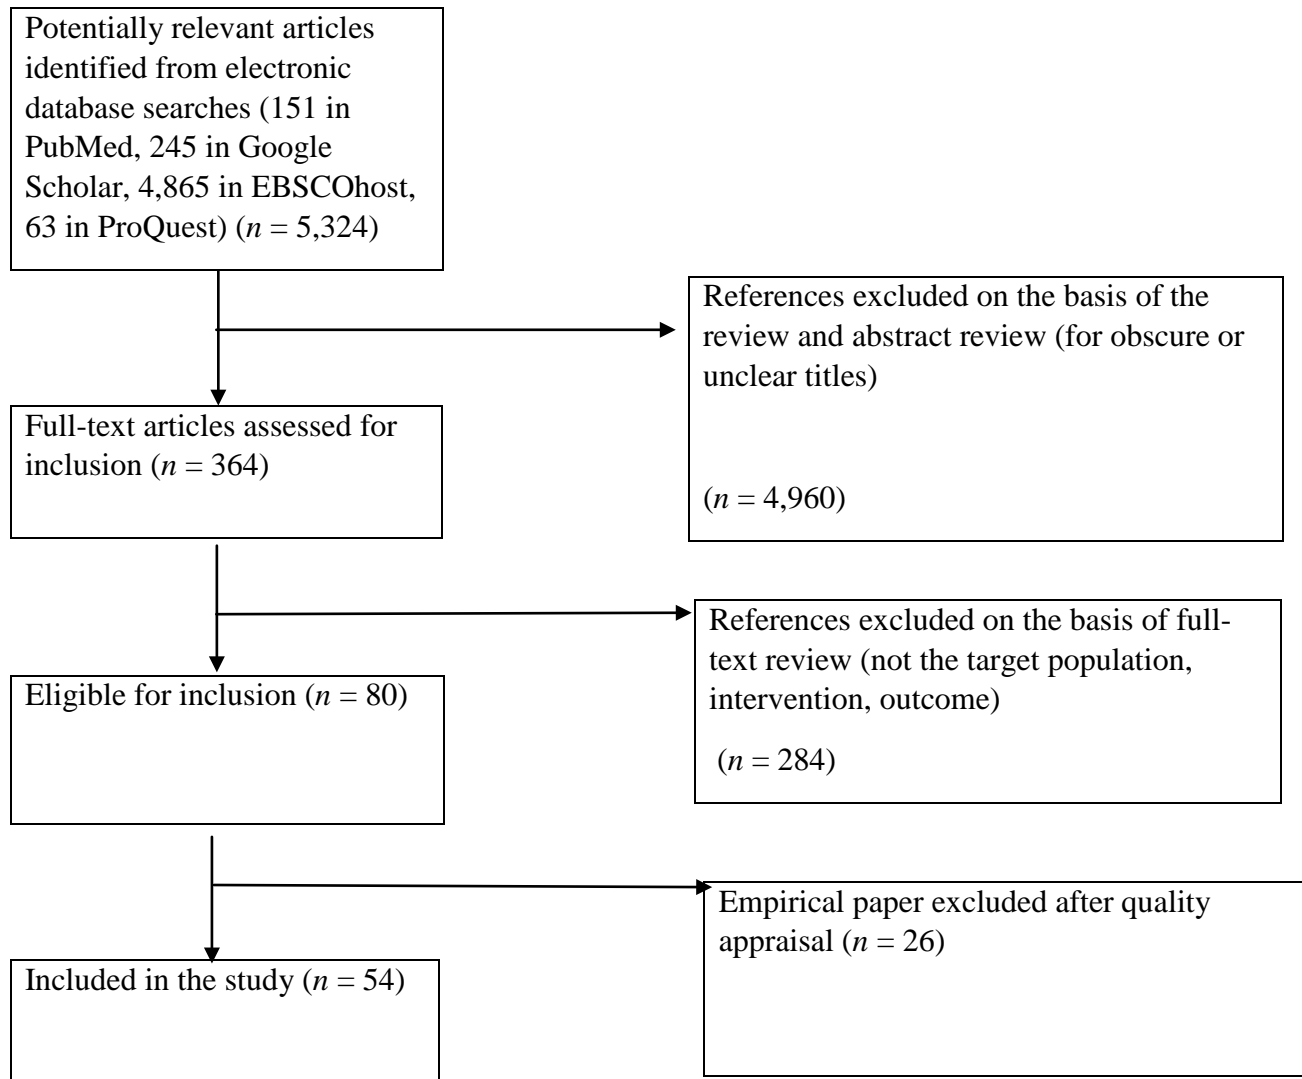 Potentially relevant articles
identified from electronic
database searches (151 in
PubMed, 245 in Google
Scholar, 4,865 in EBSCOhost,
63 in ProQuest) (n = 5,324)
References excluded on the basis of the
review and abstract review (for obscure or
unclear titles)
(n = 4,960)
Full-text articles assessed for
inclusion (n = 364)
References excluded on the basis of full-
text review (not the target population,
intervention, outcome)
(n = 284)
Eligible for inclusion (n = 80)
Empirical paper excluded after quality
appraisal (n = 26)
Included in the study (n = 54)